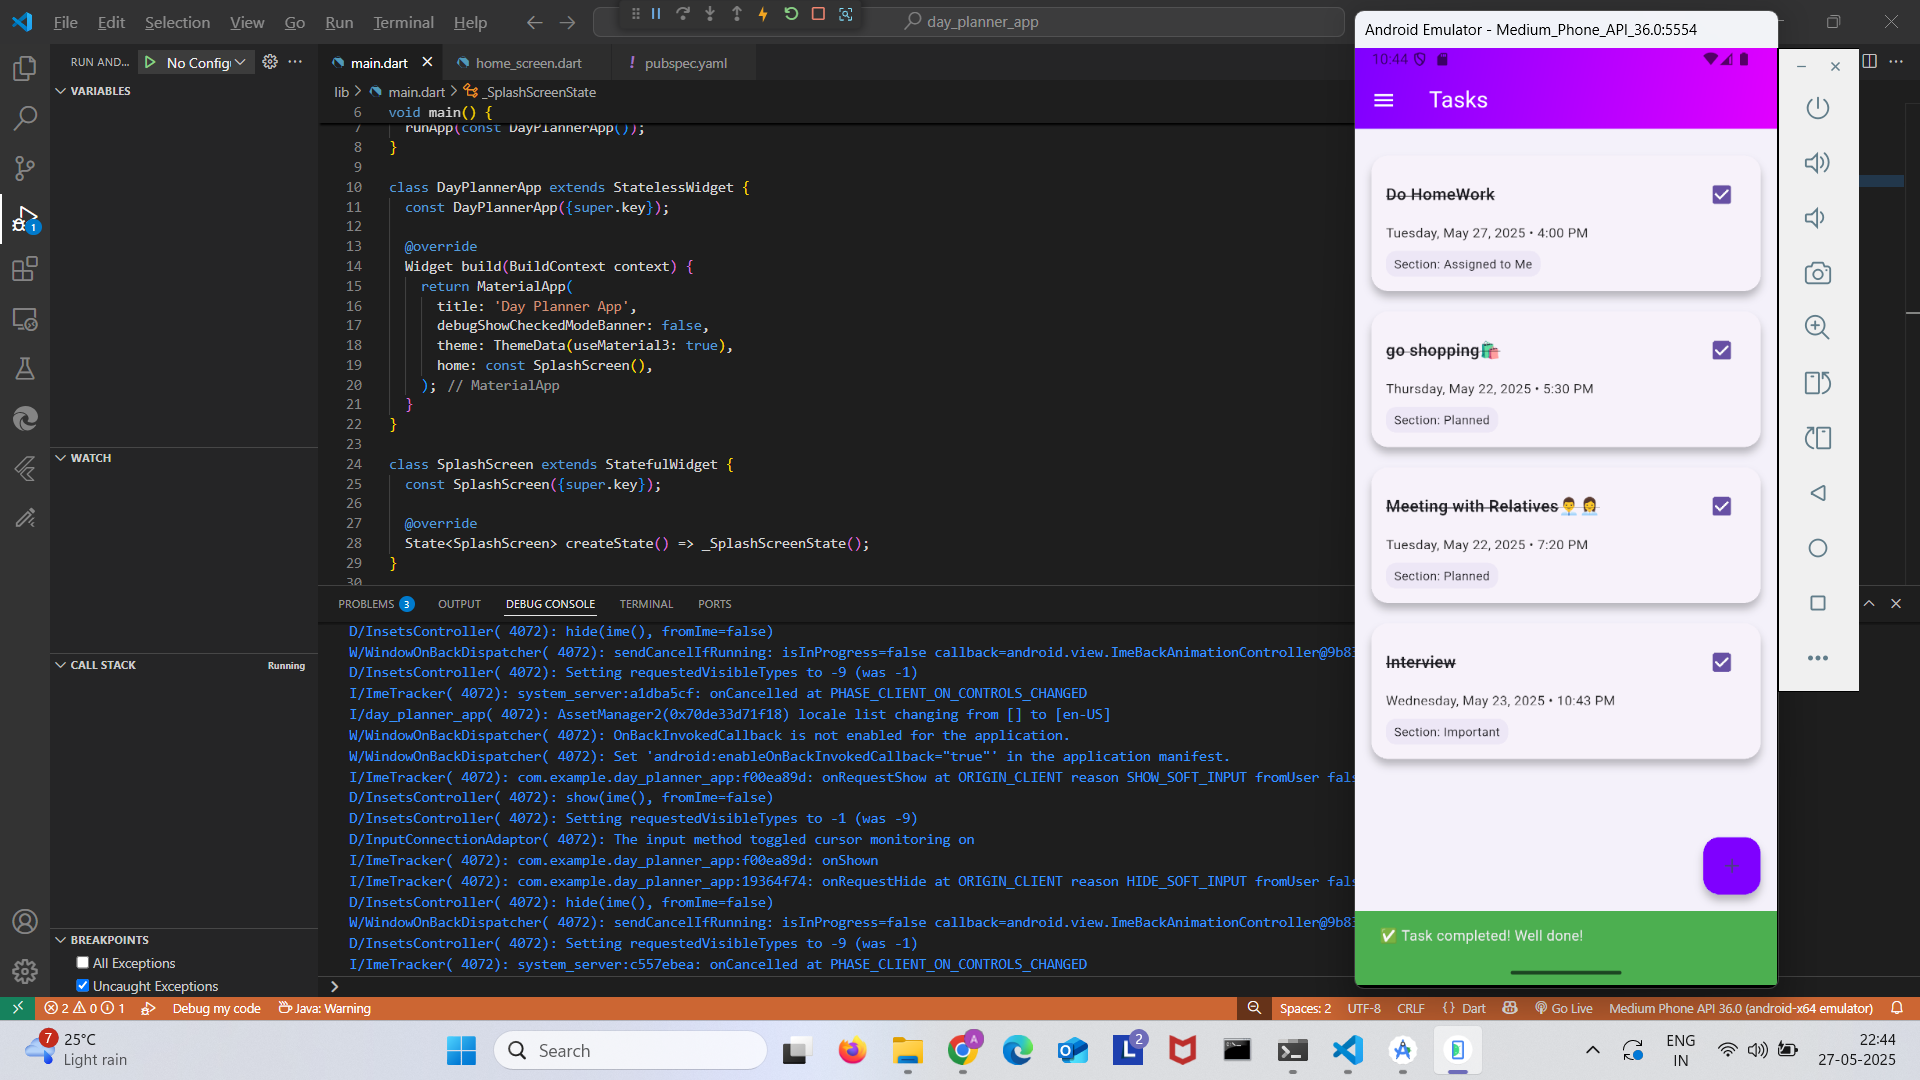 File Edit Selection View Go Run Terminal Help
day_planner_app
RUN AND...
No Config
main.dart
home_screen.dart
! pubspec.yaml
lib > main.dart > _SplashScreenState
VARIABLES
WATCH
CALL STACK
Running
BREAKPOINTS
All Exceptions
Uncaught Exceptions
6 void main() {
7 runApp(const DayPlannerApp());
8 }
9
10 class DayPlannerApp extends StatelessWidget {
11 const DayPlannerApp({super.key});
12
13 @override
14 Widget build(BuildContext context) {
15 return MaterialApp(
16 title: 'Day Planner App',
17 debugShowCheckedModeBanner: false,
18 theme: ThemeData(useMaterial3: true),
19 home: const SplashScreen(),
20 ); // MaterialApp
21 }
22 }
23
24 class SplashScreen extends StatefulWidget {
25 const SplashScreen({super.key});
26
27 @override
28 State<SplashScreen> createState() => _SplashScreenState();
29 }
30
PROBLEMS 3 OUTPUT DEBUG CONSOLE TERMINAL PORTS
D/InsetsController( 4072): hide(ime(), fromIme=false)
W/WindowOnBackDispatcher( 4072): sendCancelIfRunning: isInProgress=false callback=android.view.ImeBackAnimationController@9b83
D/InsetsController( 4072): Setting requestedVisibleTypes to -9 (was -1)
I/ImeTracker( 4072): system_server:a1dba5cf: onCancelled at PHASE_CLIENT_ON_CONTROLS_CHANGED
I/day_planner_app( 4072): AssetManager2(0x70de33d71f18) locale list changing from [] to [en-US]
W/WindowOnBackDispatcher( 4072): OnBackInvokedCallback is not enabled for the application.
W/WindowOnBackDispatcher( 4072): Set 'android:enableOnBackInvokedCallback="true"' in the application manifest.
I/ImeTracker( 4072): com.example.day_planner_app:f00ea89d: onRequestShow at ORIGIN_CLIENT reason SHOW_SOFT_INPUT fromUser fals
D/InsetsController( 4072): show(ime(), fromIme=false)
D/InsetsController( 4072): Setting requestedVisibleTypes to -1 (was -9)
D/InputConnectionAdaptor( 4072): The input method toggled cursor monitoring on
I/ImeTracker( 4072): com.example.day_planner_app:f00ea89d: onShown
I/ImeTracker( 4072): com.example.day_planner_app:19364f74: onRequestHide at ORIGIN_CLIENT reason HIDE_SOFT_INPUT fromUser fals
D/InsetsController( 4072): hide(ime(), fromIme=false)
W/WindowOnBackDispatcher( 4072): sendCancelIfRunning: isInProgress=false callback=android.view.ImeBackAnimationController@9b83
D/InsetsController( 4072): Setting requestedVisibleTypes to -9 (was -1)
I/ImeTracker( 4072): system_server:c557ebea: onCancelled at PHASE_CLIENT_ON_CONTROLS_CHANGED
Android Emulator - Medium_Phone_API_36.0:5554
10:44
Tasks
Do HomeWork
Tuesday, May 27, 2025 • 4:00 PM
Section: Assigned to Me
go shopping🛍️
Thursday, May 22, 2025 • 5:30 PM
Section: Planned
Meeting with Relatives👨‍💼👩‍💼
Tuesday, May 22, 2025 • 7:20 PM
Section: Planned
Interview
Wednesday, May 23, 2025 • 10:43 PM
Section: Important
+
✅ Task completed! Well done!
2 0 1 Debug my code Java: Warning
Spaces: 2 UTF-8 CRLF {} Dart Go Live Medium Phone API 36.0 (android-x64 emulator)
7 25°C
Light rain
Search
A
L 2
ENG
IN
22:44
27-05-2025